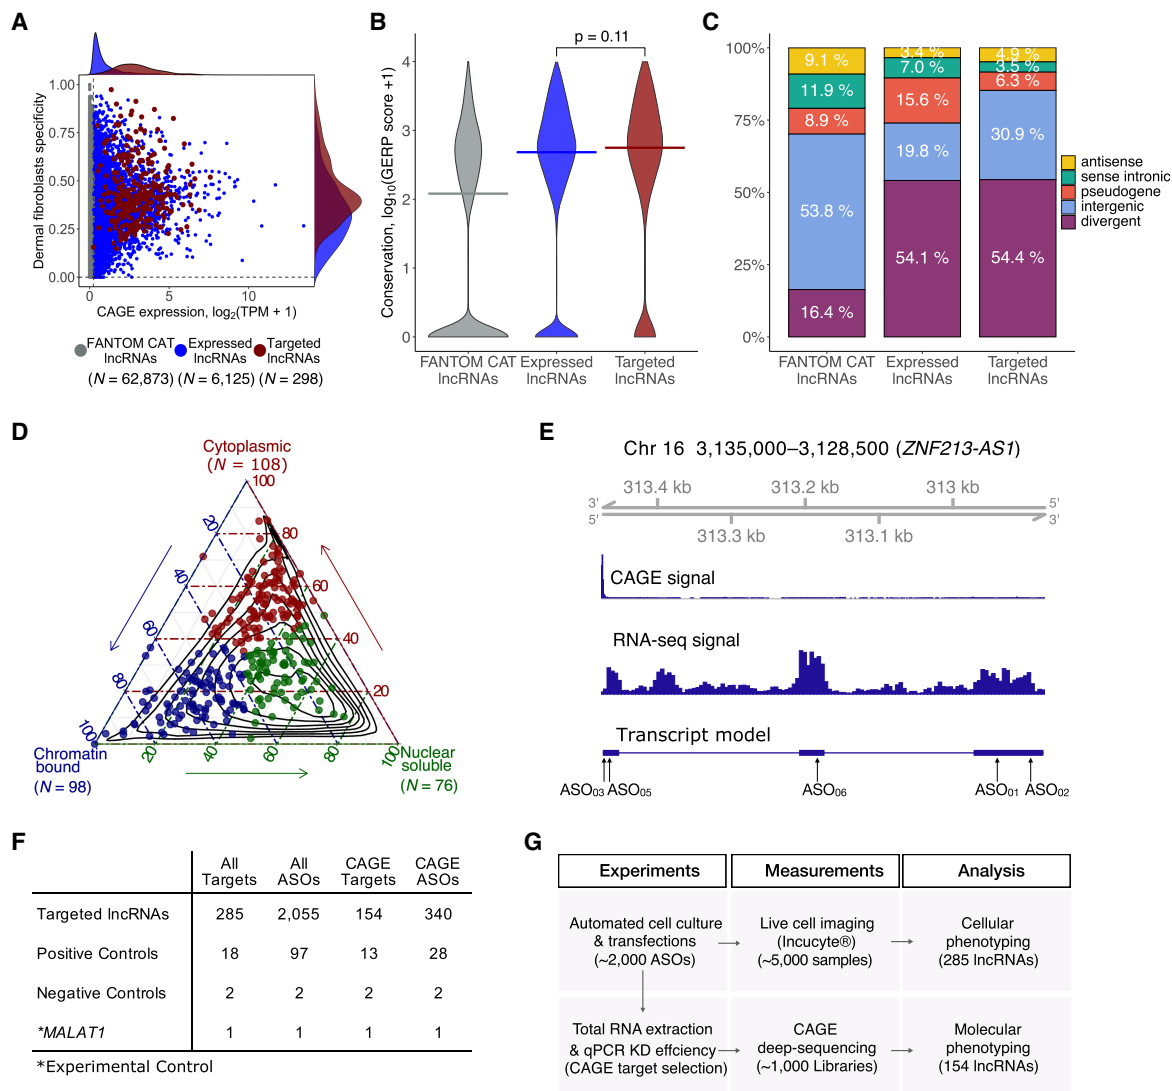 A
Dermal fibroblasts specificity
1.00
0.75
0.50
0.25
0.00
0
5
10
CAGE expression, log2(TPM + 1)
FANTOM CAT
lncRNAs
Expressed
lncRNAs
Targeted
lncRNAs
(N = 62,873) (N = 6,125) (N = 298)
B
p = 0.11
Conservation, log10(GERP score +1)
4
3
2
1
0
FANTOM CAT
lncRNAs
Expressed
lncRNAs
Targeted
lncRNAs
C
100%
75%
50%
25%
0%
9.1 %
11.9 %
8.9 %
53.8 %
16.4 %
3.4 %
7.0 %
15.6 %
19.8 %
54.1 %
4.9 %
3.5 %
6.3 %
30.9 %
54.4 %
FANTOM CAT
lncRNAs
Expressed
lncRNAs
Targeted
lncRNAs
antisense
sense intronic
pseudogene
intergenic
divergent
D
Cytoplasmic
(N = 108)
100
80
60
40
20
20
40
60
80
100
20
40
60
80
100
Chromatin
bound
(N = 98)
Nuclear
soluble
(N = 76)
E
Chr 16 3,135,000–3,128,500 (ZNF213-AS1)
313.4 kb
313.2 kb
313 kb
3'
5'
5'
3'
313.3 kb
313.1 kb
CAGE signal
RNA-seq signal
Transcript model
ASO03
ASO05
ASO06
ASO01
ASO02
F
All Targets
All ASOs
CAGE Targets
CAGE ASOs
Targeted lncRNAs 285 2,055 154 340
Positive Controls 18 97 13 28
Negative Controls 2 2 2 2
*MALAT1 1 1 1 1
*Experimental Control
G
Experiments
Measurements
Analysis
Automated cell culture
& transfections
(~2,000 ASOs)
Live cell imaging
(Incucyte®)
(~5,000 samples)
Cellular
phenotyping
(285 lncRNAs)
Total RNA extraction
& qPCR KD effciency
(CAGE target selection)
CAGE
deep-sequencing
(~1,000 Libraries)
Molecular
phenotyping
(154 lncRNAs)